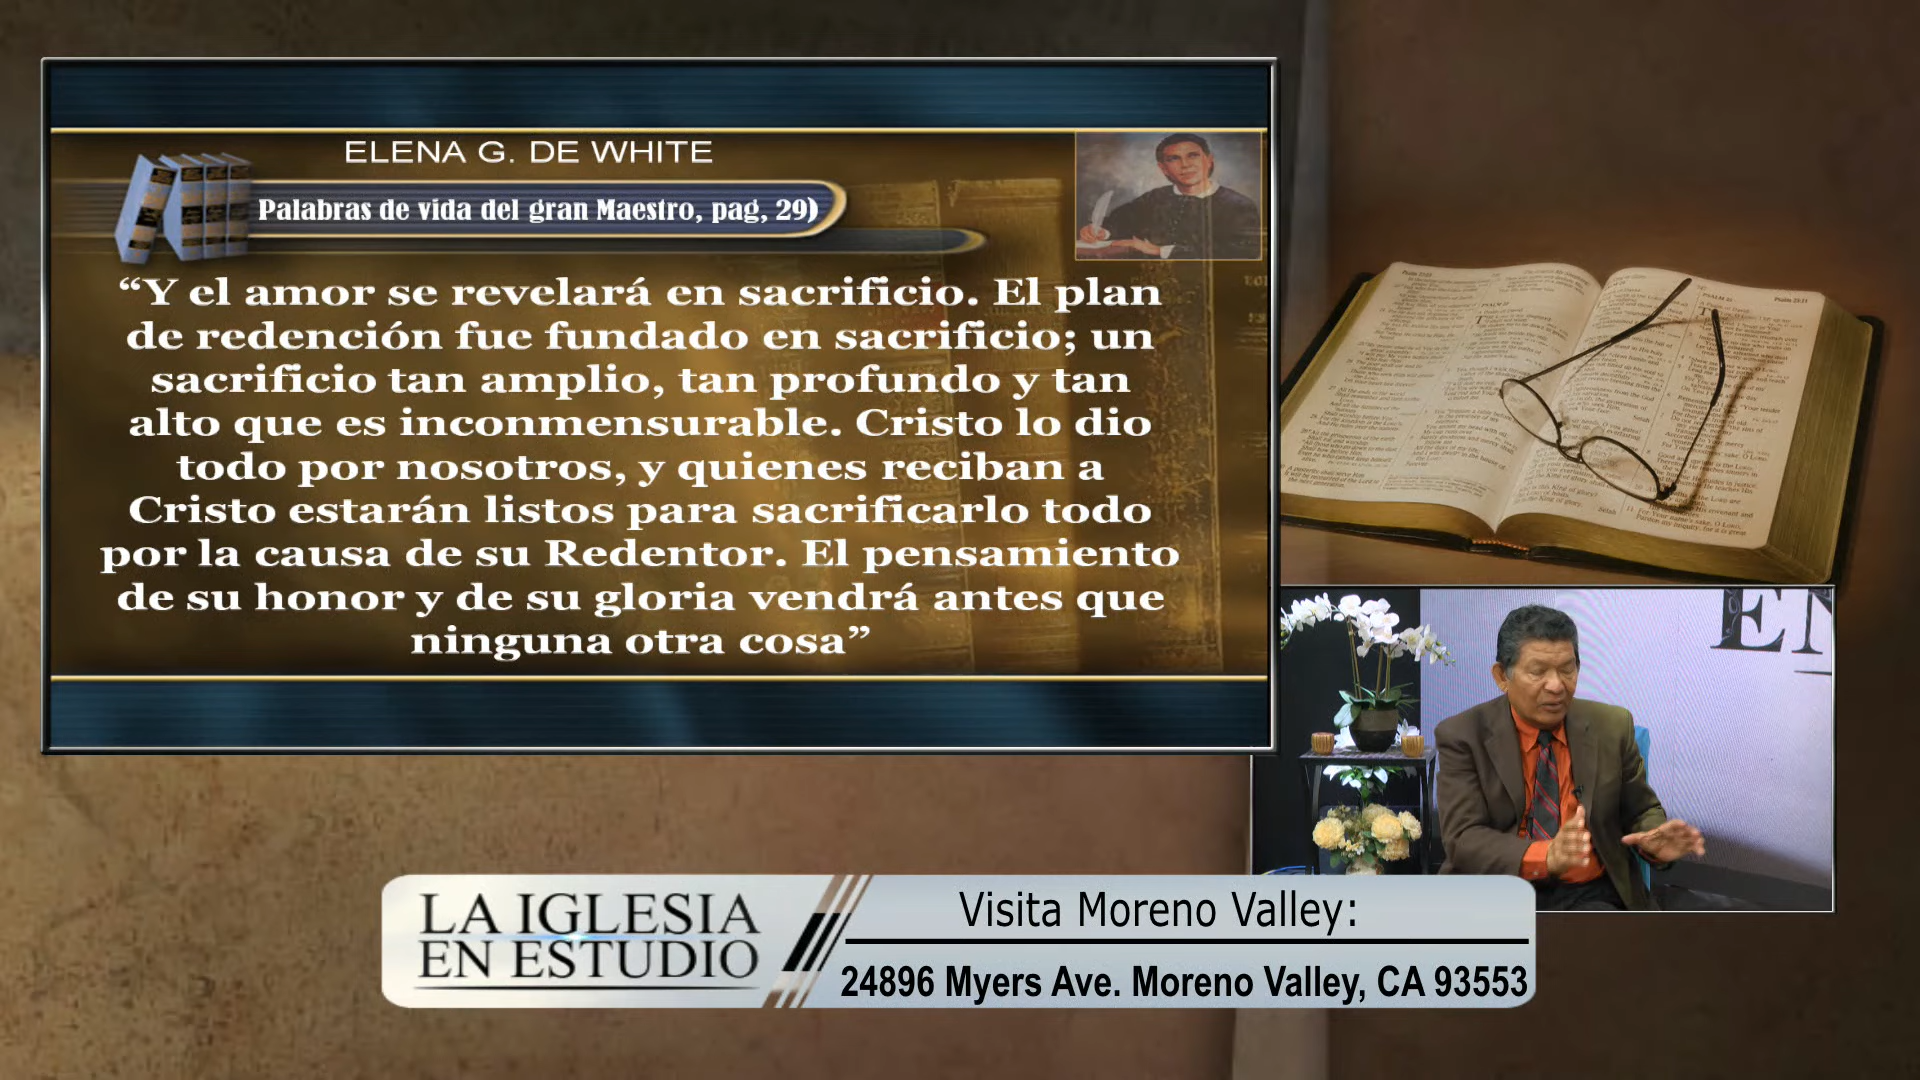 ELENA G. DE WHITE
Palabras de vida del gran Maestro, pag, 29)
“Y el amor se revelará en sacrificio. El plan
de redención fue fundado en sacrificio; un
sacrificio tan amplio, tan profundo y tan
alto que es inconmensurable. Cristo lo dio
todo por nosotros, y quienes reciban a
Cristo estarán listos para sacrificarlo todo
por la causa de su Redentor. El pensamiento
de su honor y de su gloria vendrá antes que
ninguna otra cosa”
EN
LA IGLESIA
EN ESTUDIO
Visita Moreno Valley:
24896 Myers Ave. Moreno Valley, CA 93553